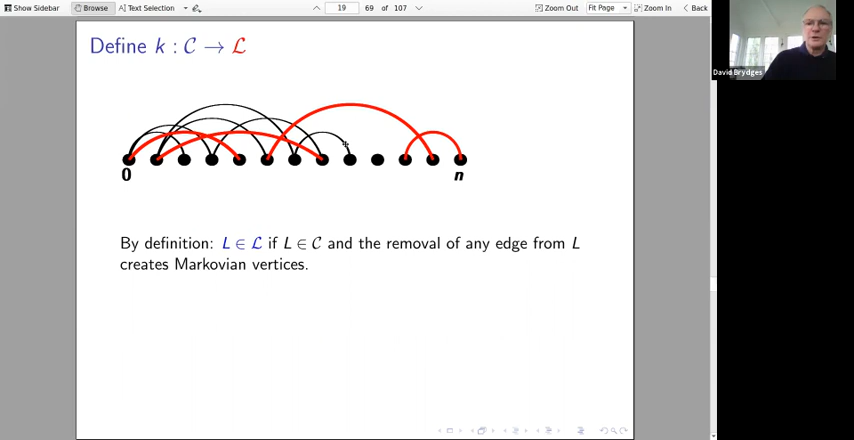 Show Sidebar
Browse
Text Selection
19
69 of 107
Zoom Out
Fit Page
Zoom In
Back
Define k : 𝒞 → ℒ
0
n
By definition: L ∈ ℒ if L ∈ 𝒞 and the removal of any edge from L
creates Markovian vertices.
David Brydges